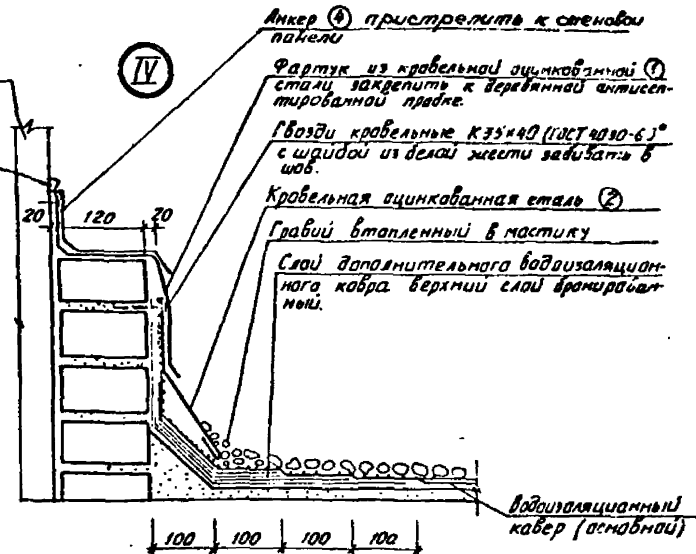 Анкер ④ пристрелить к стеновой
панели
IV
Фартук из кровельной оцинкованной ①
стали закрепить к деревянной антисеп-
тированной пробке.
Гвозди кровельные К35×40 (ГОСТ 4030-6 )*
с шайбой из белой жести забивать в
шов.
Кровельная оцинкованная сталь ②
Гравий втопленный в мастику
Слой дополнительного водоизоляцион-
ного ковра верхний слой бронирован-
ный.
20 120 20
Водоизоляционный
ковер (основной)
100 100 100 100